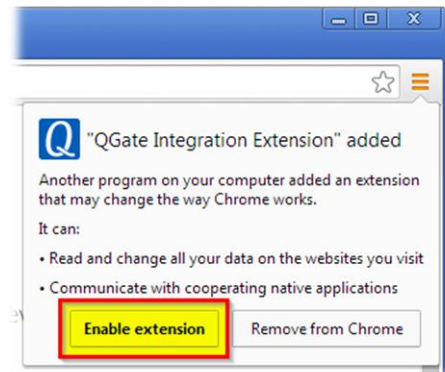 "QGate Integration Extension" added
Another program on your computer added an extension
that may change the way Chrome works.
It can:
• Read and change all your data on the websites you visit
• Communicate with cooperating native applications
Enable extension
Remove from Chrome